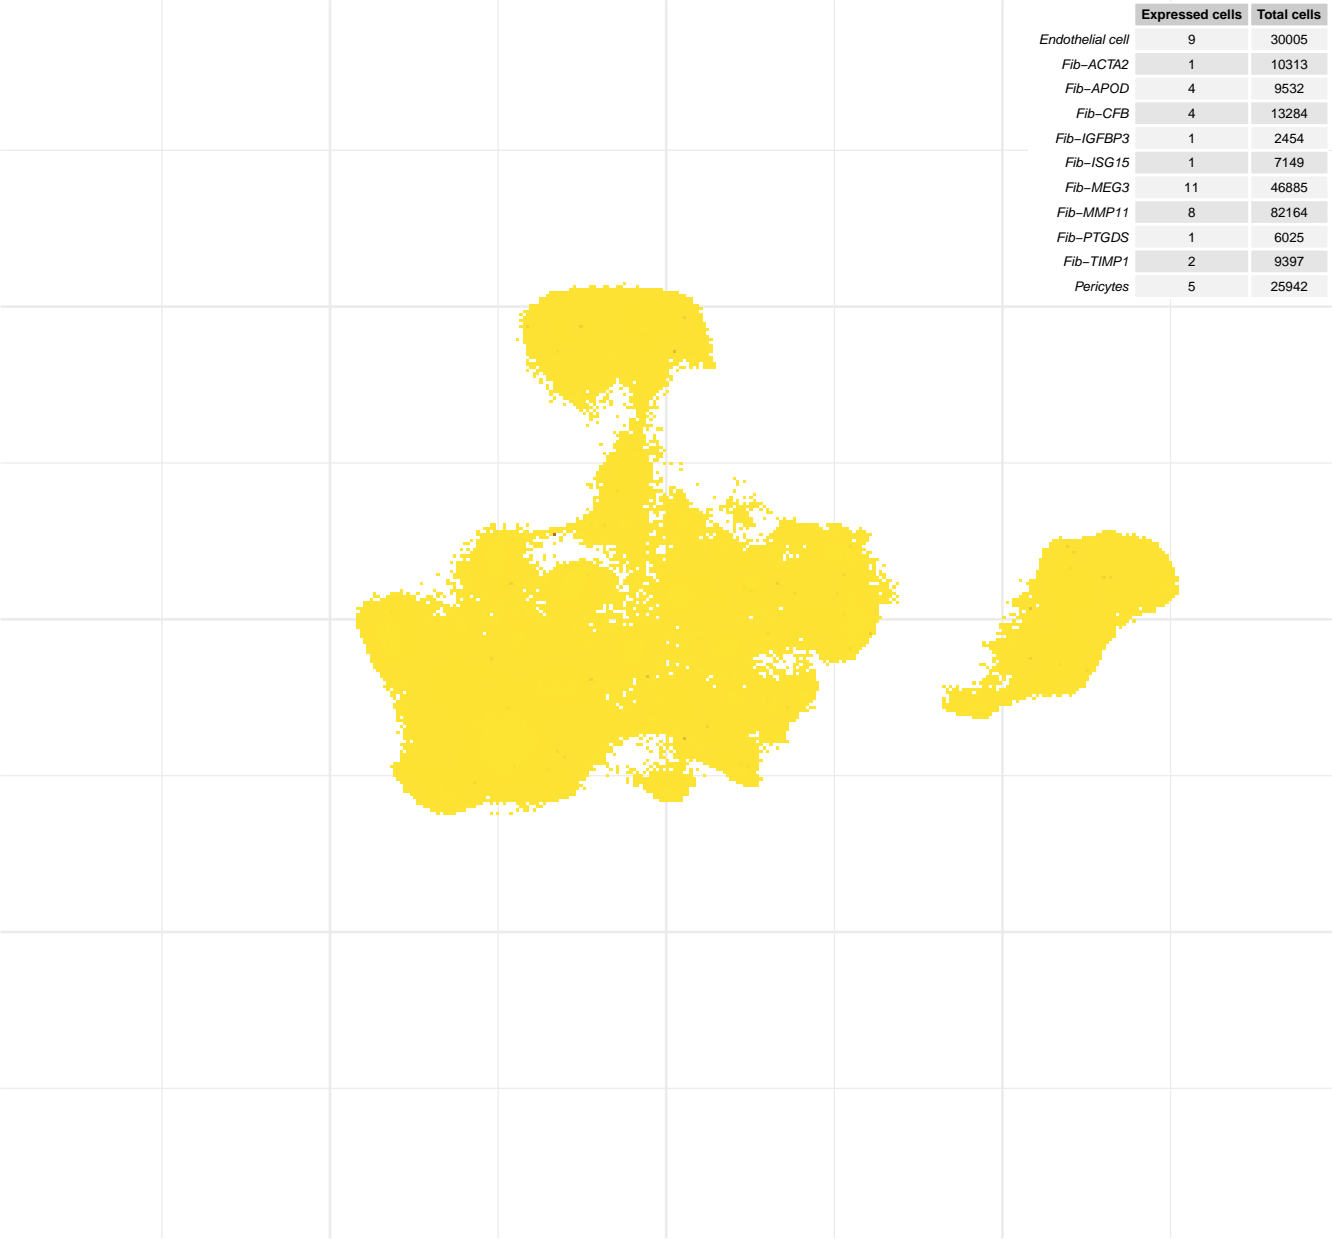 Expressed cells Total cells
Endothelial cell 9 30005
Fib−ACTA2 1 10313
Fib−APOD 4 9532
Fib−CFB 4 13284
Fib−IGFBP3 1 2454
Fib−ISG15 1 7149
Fib−MEG3 11 46885
Fib−MMP11 8 82164
Fib−PTGDS 1 6025
Fib−TIMP1 2 9397
Pericytes 5 25942